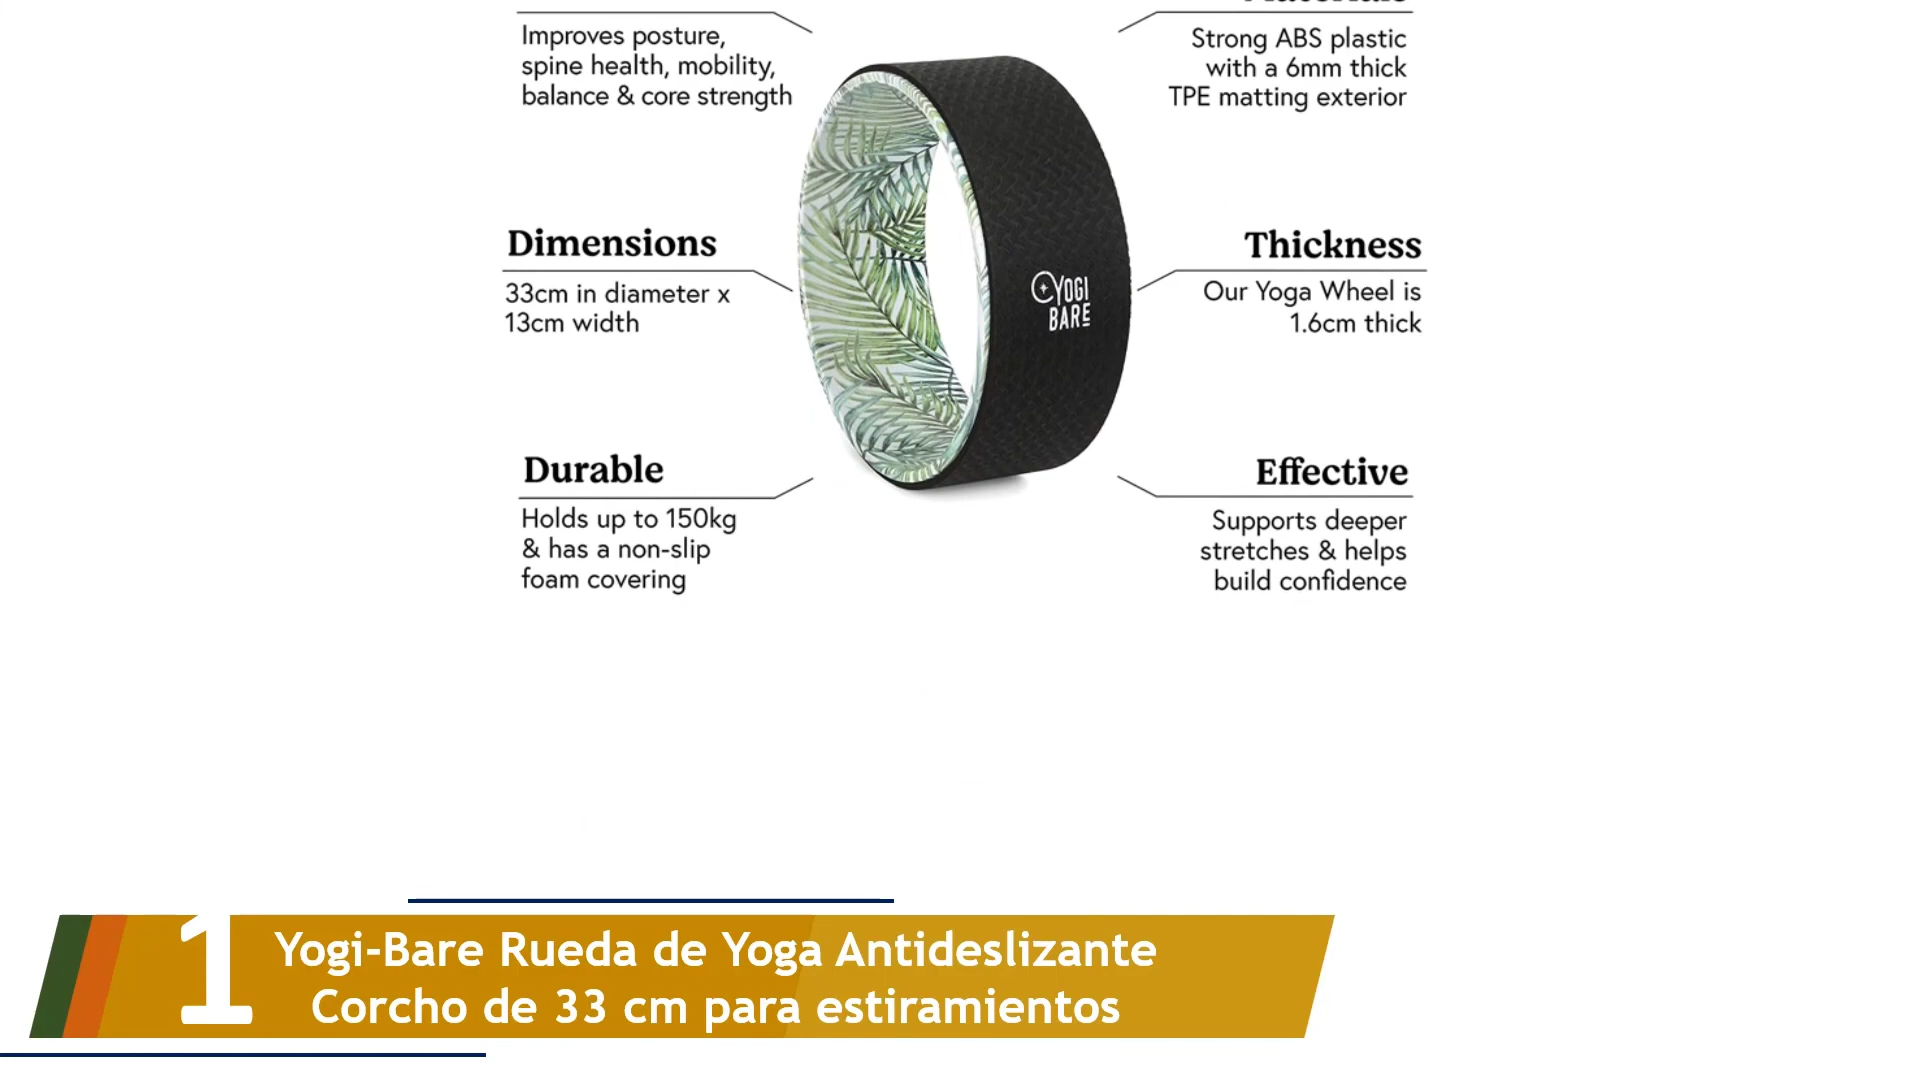 Improves posture,
spine health, mobility,
balance & core strength
Strong ABS plastic
with a 6mm thick
TPE matting exterior
Dimensions
33cm in diameter x
13cm width
Thickness
Our Yoga Wheel is
1.6cm thick
YOGI
BARE
Durable
Holds up to 150kg
& has a non-slip
foam covering
Effective
Supports deeper
stretches & helps
build confidence
1
Yogi-Bare Rueda de Yoga Antideslizante
Corcho de 33 cm para estiramientos